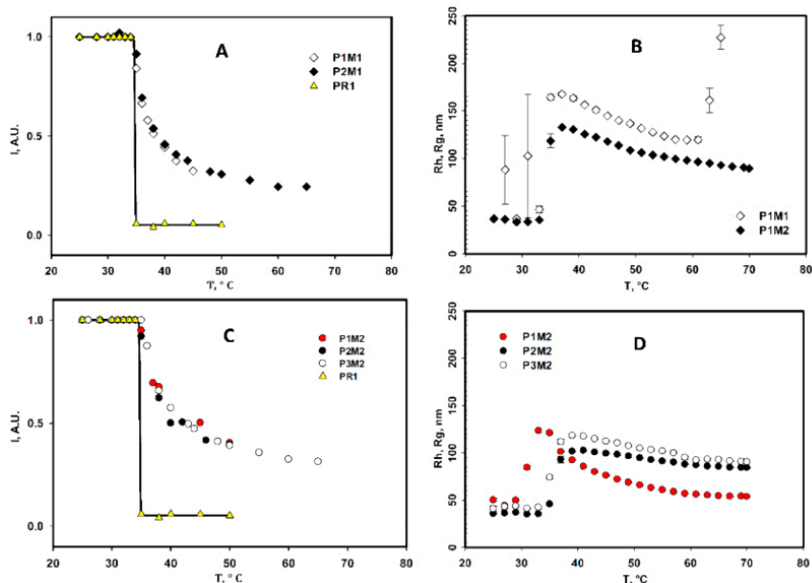 A
P1M1
P2M1
PR1
I, A.U.
1.0
0.5
0.0
20 30 40 50 60 70 80
T, ° C
B
Rh, Rg, nm
250
200
150
100
50
0
P1M1
P1M2
20 30 40 50 60 70 80
T, °C
C
P1M2
P2M2
P3M2
PR1
I, A.U.
1.0
0.5
0.0
20 30 40 50 60 70 80
T, ° C
D
P1M2
P2M2
P3M2
Rh, Rg, nm
250
200
150
100
50
0
20 30 40 50 60 70 80
T, °C